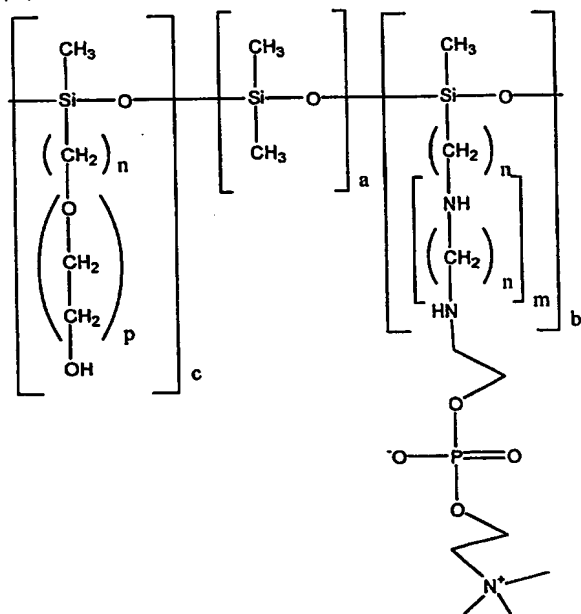 CH₃ CH₃ CH₃
Si O Si O Si O
(CH₂)n CH₃ a (CH₂)n
O NH
CH₂ (CH₂)n m
CH₂ p HN b
OH c
O
⁻O P O
O
N⁺